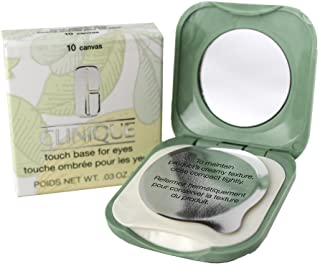 10 canvas
CLINIQUE
touch base for eyes
touche ombrée pour les ye
POIDS NET WT. .03 OZ
To maintain
product's creamy texture,
close compact tightly.
Refermer hermétiquement
pour conserver la texture
du produit.